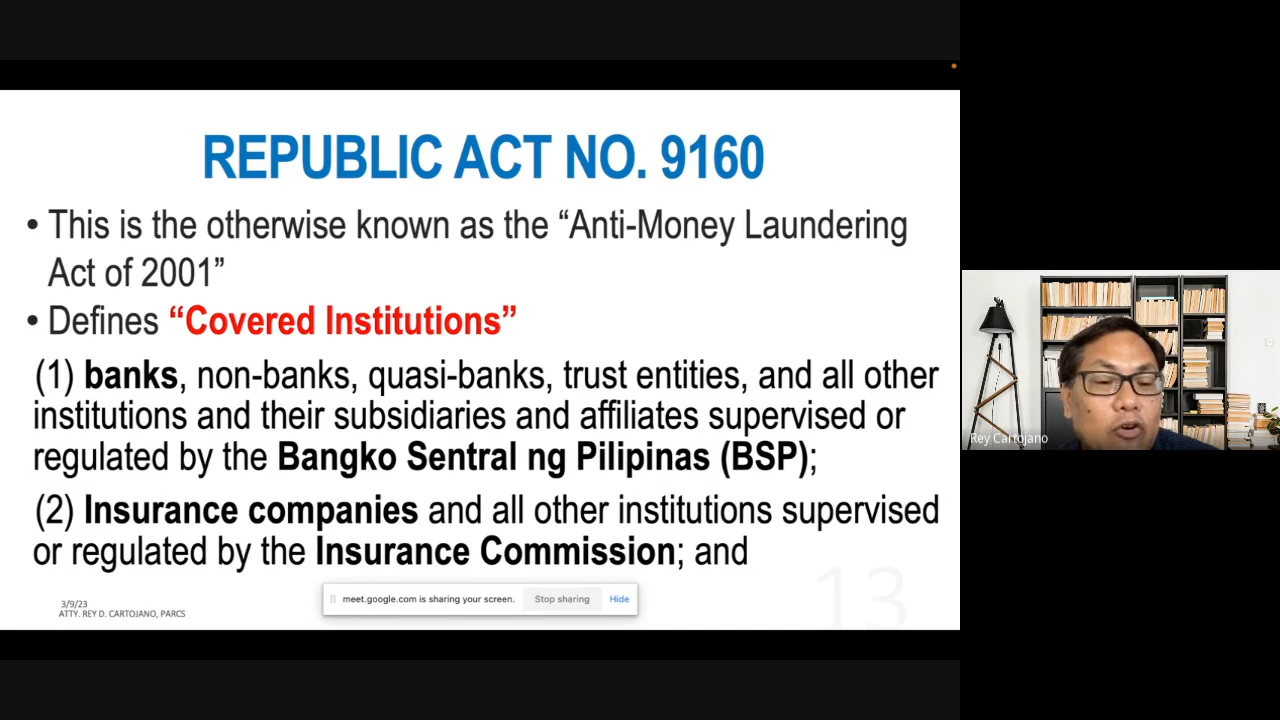 REPUBLIC ACT NO. 9160
• This is the otherwise known as the “Anti-Money Laundering
Act of 2001”
• Defines “Covered Institutions”
(1) banks, non-banks, quasi-banks, trust entities, and all other
institutions and their subsidiaries and affiliates supervised or
regulated by the Bangko Sentral ng Pilipinas (BSP);
(2) Insurance companies and all other institutions supervised
or regulated by the Insurance Commission; and
3/9/23
ATTY. REY D. CARTOJANO, PARCS
meet.google.com is sharing your screen. Stop sharing Hide
13
Rey Cartojano